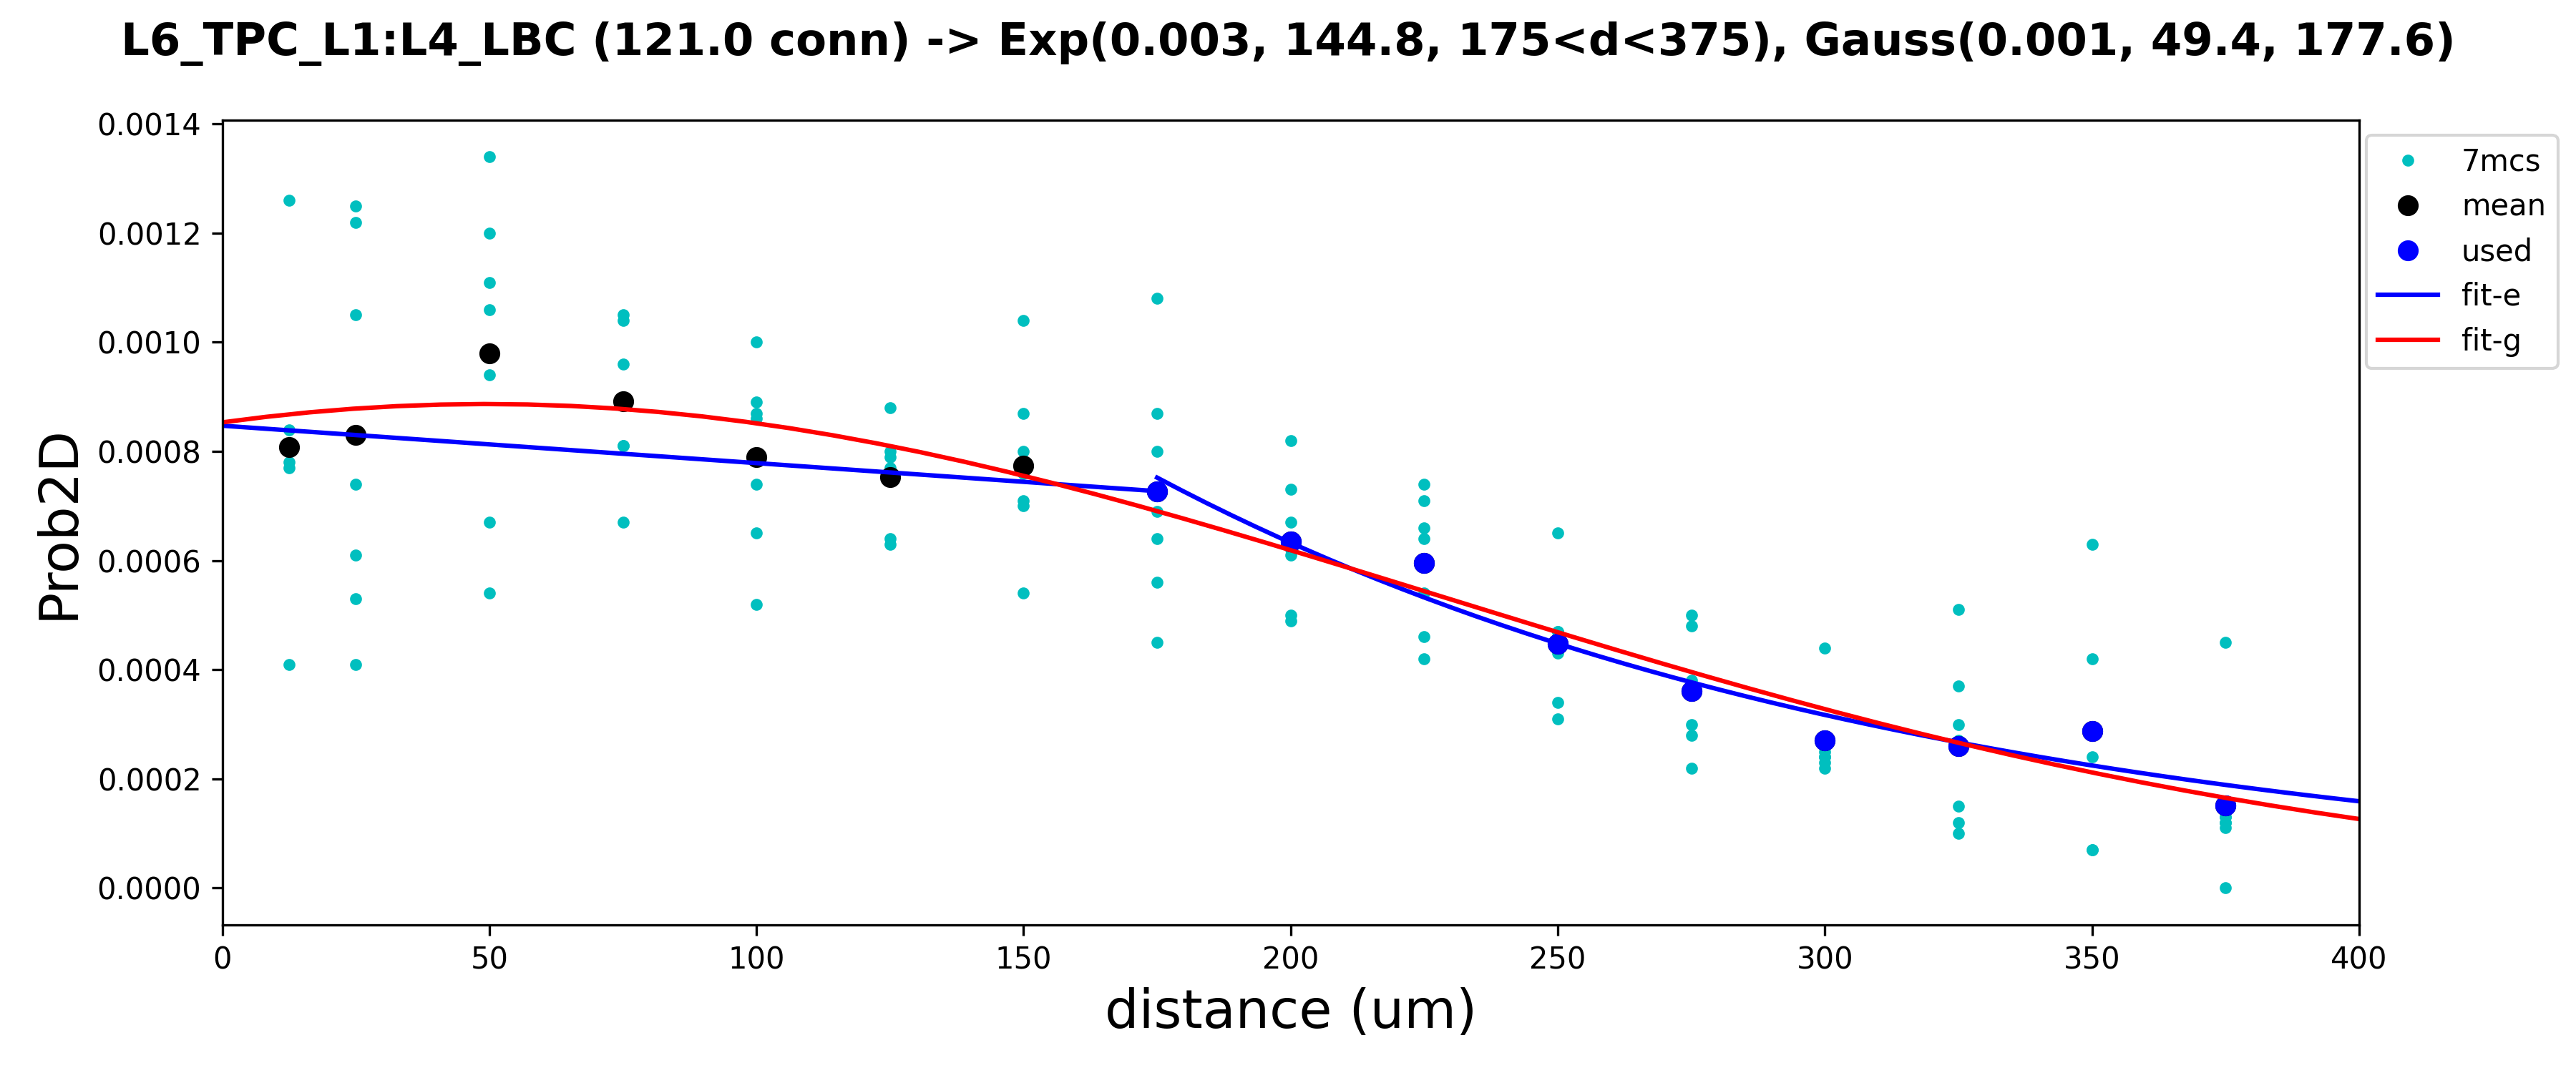 L6_TPC_L1:L4_LBC (121.0 conn) -> Exp(0.003, 144.8, 175<d<375), Gauss(0.001, 49.4, 177.6)
0.0014
0.0012
0.0010
0.0008
0.0006
0.0004
0.0002
0.0000
Prob2D
0 50 100 150 200 250 300 350 400
distance (um)
7mcs
mean
used
fit-e
fit-g